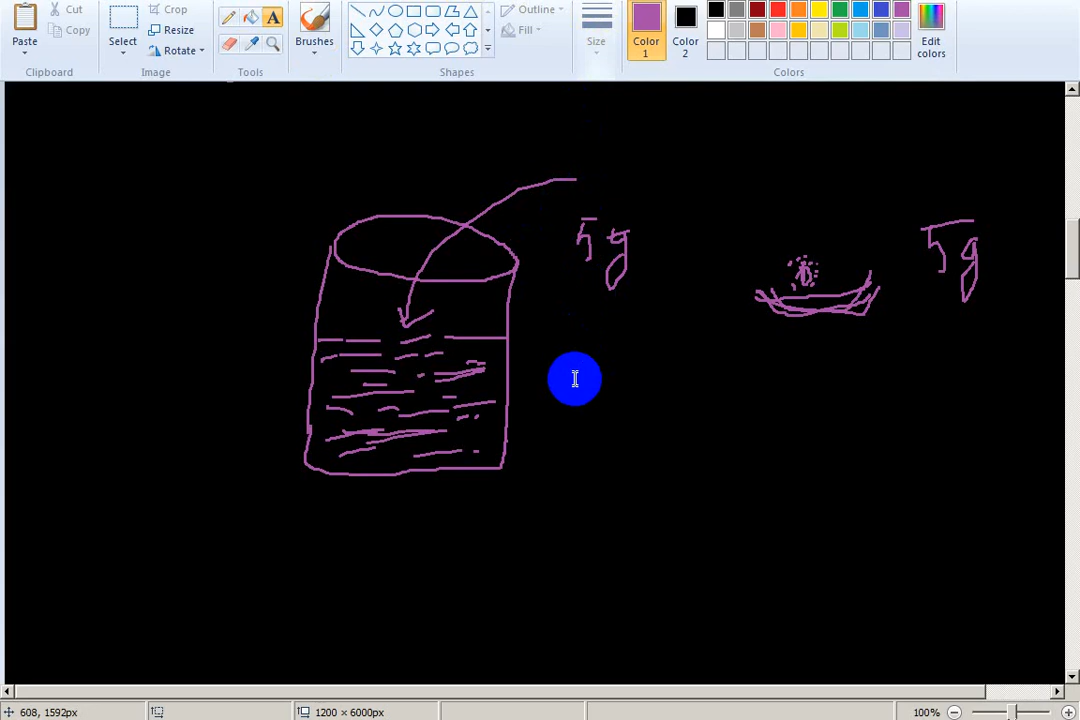 Cut
Crop
Outline
Copy
Resize
Fill
Paste
Select
Rotate
Brushes
Size
Color 1
Color 2
Edit colors
Clipboard
Image
Tools
Shapes
Colors
A
5g
5g
608, 1592px
1200 × 6000px
100%